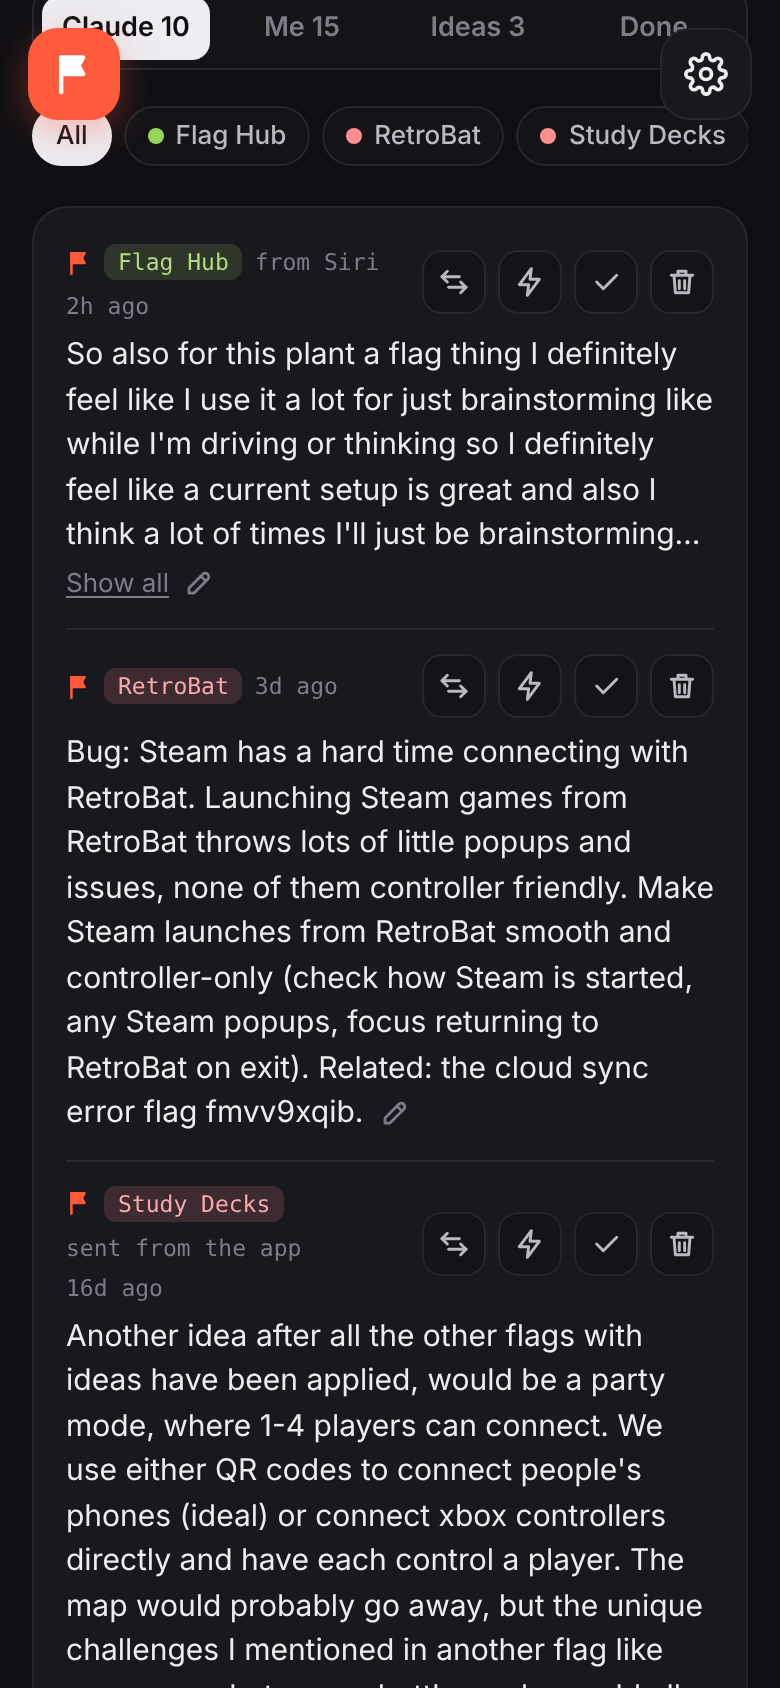 Claude 10 Me 15 Ideas 3 Done
All Flag Hub RetroBat Study Decks
Flag Hub from Siri
2h ago
So also for this plant a flag thing I definitely
feel like I use it a lot for just brainstorming like
while I'm driving or thinking so I definitely
feel like a current setup is great and also I
think a lot of times I'll just be brainstorming...
Show all
RetroBat 3d ago
Bug: Steam has a hard time connecting with
RetroBat. Launching Steam games from
RetroBat throws lots of little popups and
issues, none of them controller friendly. Make
Steam launches from RetroBat smooth and
controller-only (check how Steam is started,
any Steam popups, focus returning to
RetroBat on exit). Related: the cloud sync
error flag fmvv9xqib.
Study Decks
sent from the app
16d ago
Another idea after all the other flags with
ideas have been applied, would be a party
mode, where 1-4 players can connect. We
use either QR codes to connect people's
phones (ideal) or connect xbox controllers
directly and have each control a player. The
map would probably go away, but the unique
challenges I mentioned in another flag like